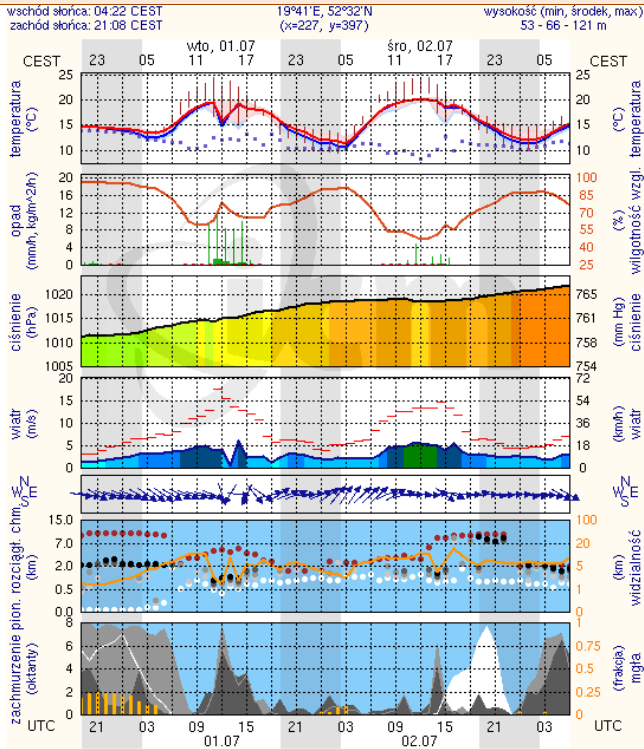 wschód słońca: 04:22 CEST 19°41'E, 52°32'N wysokość (min, środek, max)
zachód słońca: 21:08 CEST (x=227, y=397) 53 - 66 - 121 m
wto, 01.07 śro, 02.07
CEST 23 05 11 17 23 05 11 17 23 05 CEST
temperatura (°C) 25 20 15 10 25 20 15 10 temperatura (°C)
opad (mm/h, kg/m^2/h) 20 16 12 8 4 0 100 85 70 55 40 25 (%) wilgotność wzgl.
ciśnienie (hPa) 1020 1015 1010 1005 765 761 758 754 (mm Hg) ciśnienie
wiatr (m/s) 20 15 10 5 0 72 54 36 18 0 (km/h) wiatr
N W E S N W E S
pion. rozciągł. chm. (km) 15.0 7.0 2.0 0.5 0.0 100 20 5 1 0 (km) widzialność
zachmurzenie (oktanty) 8 6 4 2 0 1 0.75 0.5 0.25 0 (frakcja) mgła
UTC 21 03 09 15 21 03 09 15 21 03 UTC
01.07 02.07